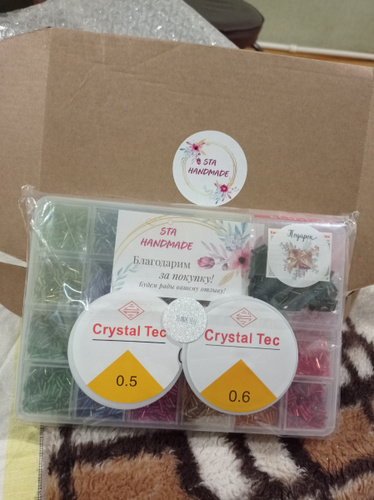 STA
HANDMADE
STA
HANDMADE
Благодарим
за покупку!
Будем рады вашему отзыву!
Подарок
Crystal Tec
0.5
Crystal Tec
0.6